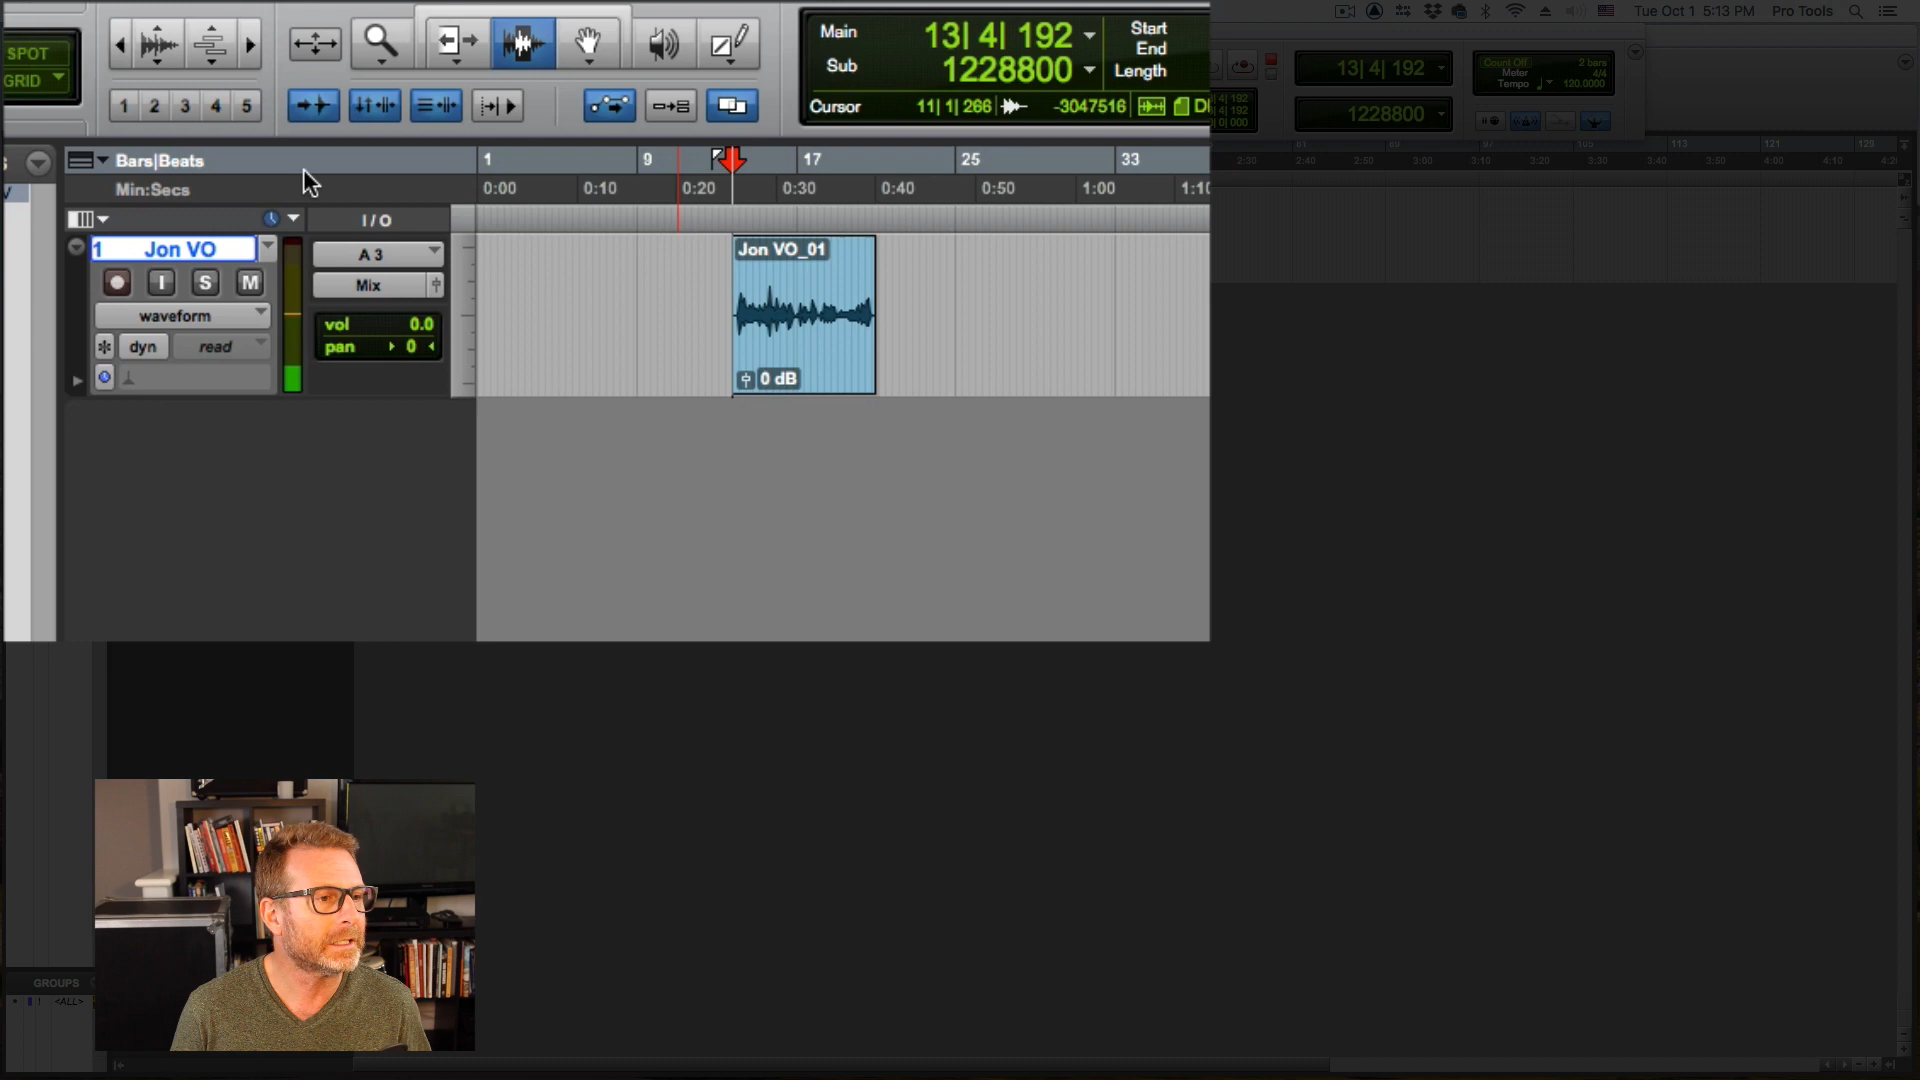 Tue Oct 1 5:13 PM Pro Tools
SPOT
GRID
1 2 3 4 5
Main 13| 4| 192
Sub 1228800
Start
End
Length
Cursor 11| 1| 266 -3047516
13| 4| 192
1228800
Count Off 2 bars
Meter 4/4
Tempo 120.0000
Bars|Beats 1 9 17 25 33
97 105 113 121 129
Min:Secs 0:00 0:10 0:20 0:30 0:40 0:50 1:00 1:10
2:30 2:40 2:50 3:00 3:10 3:20 3:30 3:40 3:50 4:00 4:10
I / O
1 Jon VO
I S M
waveform
dyn read
A 3
Mix
vol 0.0
pan 0
Jon VO_01
0 dB
GROUPS
! <ALL>